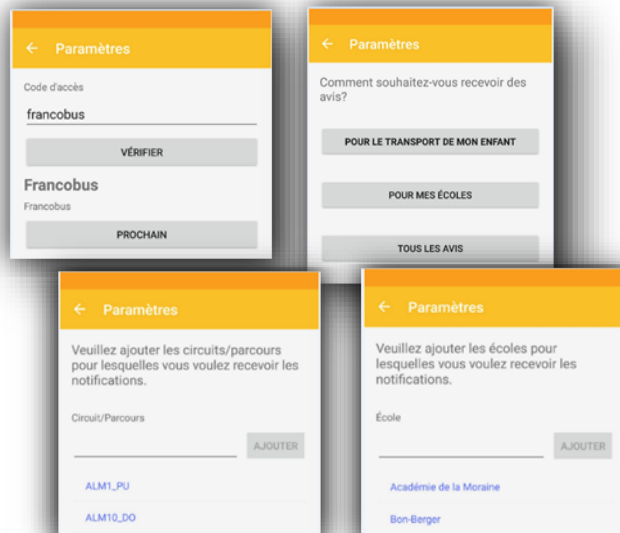 ← Paramètres
Code d'accès
francobus
VÉRIFIER
Francobus
Francobus
PROCHAIN
← Paramètres
Comment souhaitez-vous recevoir des
avis?
POUR LE TRANSPORT DE MON ENFANT
POUR MES ÉCOLES
TOUS LES AVIS
← Paramètres
Veuillez ajouter les circuits/parcours
pour lesquelles vous voulez recevoir les
notifications.
Circuit/Parcours
AJOUTER
ALM1_PU
ALM10_DO
← Paramètres
Veuillez ajouter les écoles pour
lesquelles vous voulez recevoir les
notifications.
École
AJOUTER
Académie de la Moraine
Bon-Berger